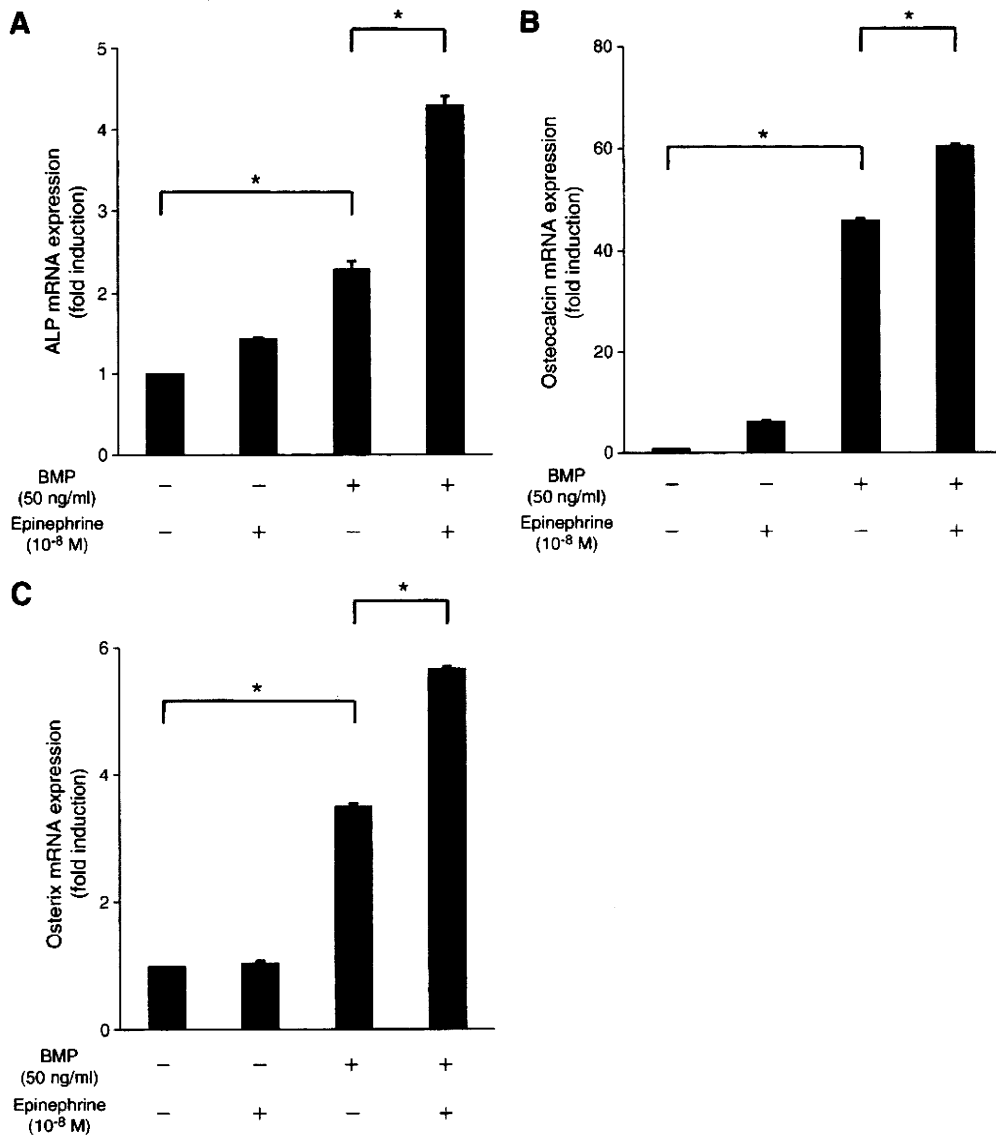 A
*
*
5
4
3
2
1
0
ALP mRNA expression
(fold induction)
BMP
(50 ng/ml)
− − + +
Epinephrine
(10⁻⁸ M)
− + − +
B
*
*
80
60
40
20
0
Osteocalcin mRNA expression
(fold induction)
BMP
(50 ng/ml)
− − + +
Epinephrine
(10⁻⁸ M)
− + − +
C
*
*
6
4
2
0
Osterix mRNA expression
(fold induction)
BMP
(50 ng/ml)
− − + +
Epinephrine
(10⁻⁸ M)
− + − +